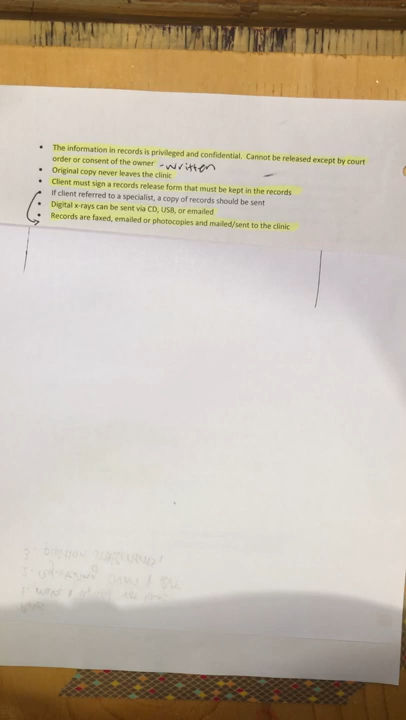 • The information in records is privileged and confidential. Cannot be released except by court
order or consent of the owner -written
• Original copy never leaves the clinic
• Client must sign a records release form that must be kept in the records
• If client referred to a specialist, a copy of records should be sent
• Digital x-rays can be sent via CD, USB, or emailed
• Records are faxed, emailed or photocopies and mailed/sent to the clinic